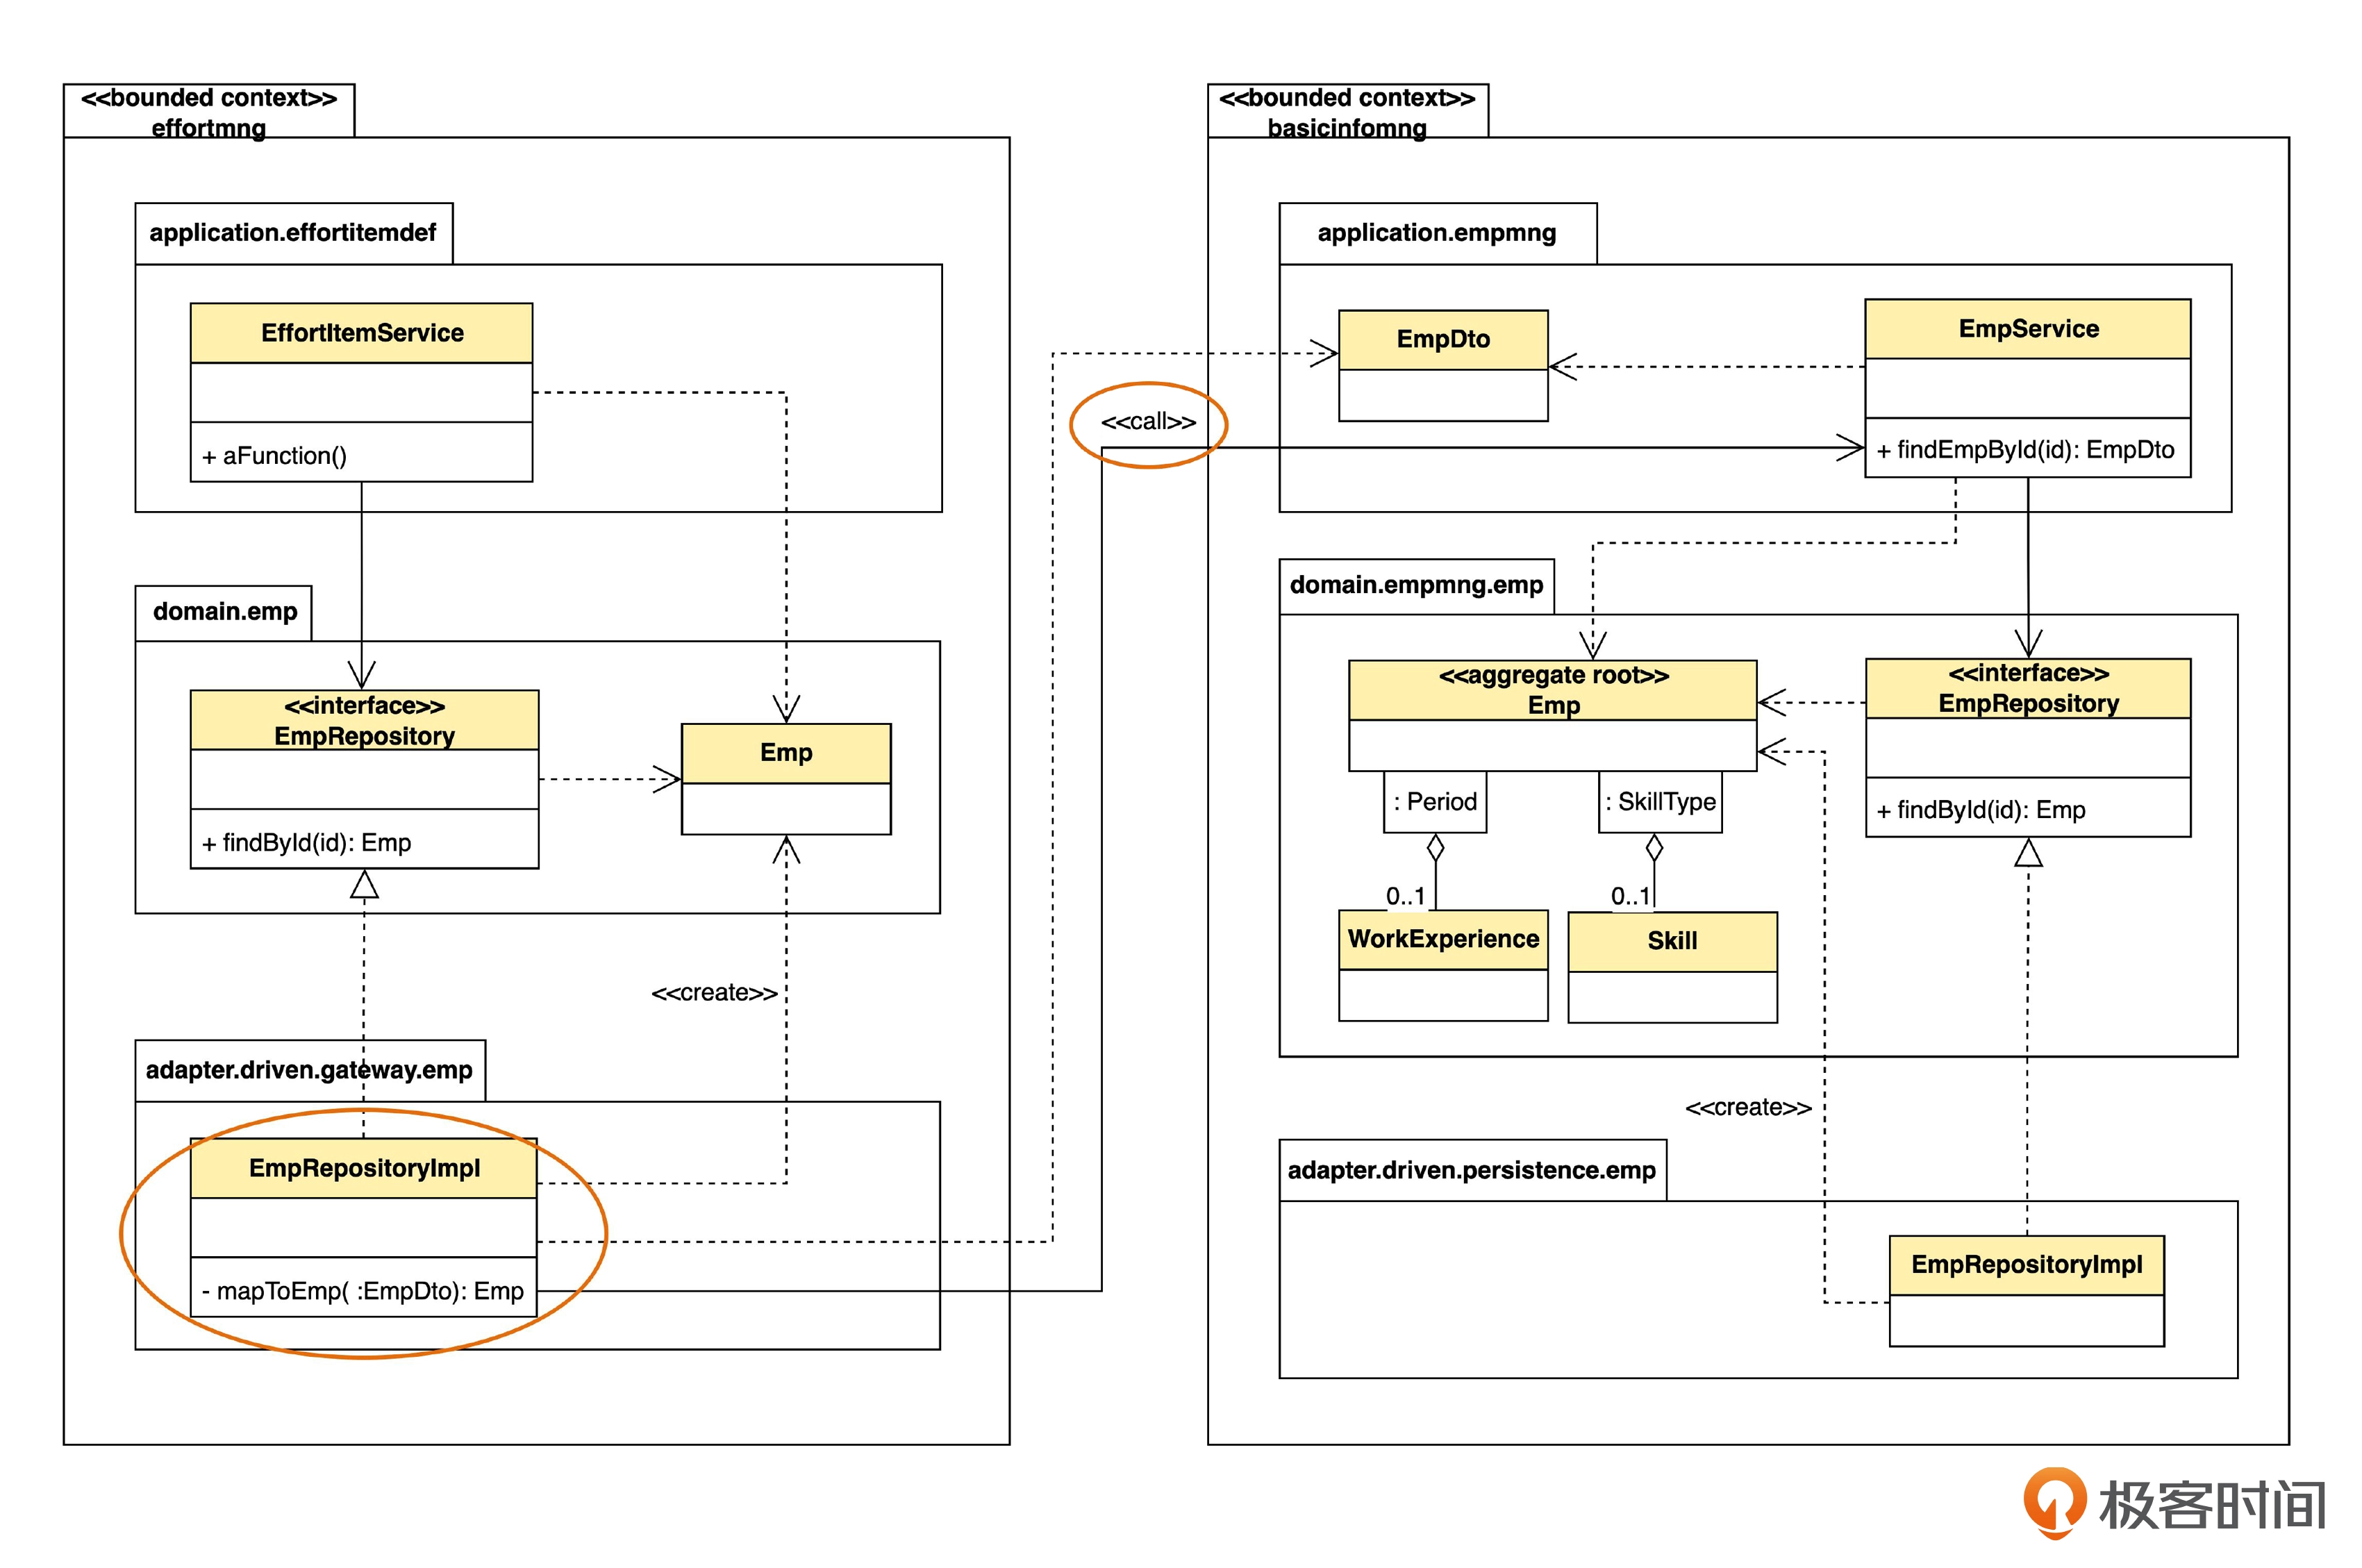 <<bounded context>>
effortmng
application.effortitemdef
EffortItemService
+ aFunction()
domain.emp
<<interface>>
EmpRepository
+ findById(id): Emp
Emp
<<create>>
adapter.driven.gateway.emp
EmpRepositoryImpl
- mapToEmp( :EmpDto): Emp
<<call>>
<<bounded context>>
basicinfomng
application.empmng
EmpDto
EmpService
+ findEmpById(id): EmpDto
domain.empmng.emp
<<aggregate root>>
Emp
: Period
: SkillType
0..1
0..1
WorkExperience
Skill
<<interface>>
EmpRepository
+ findById(id): Emp
<<create>>
adapter.driven.persistence.emp
EmpRepositoryImpl
极客时间